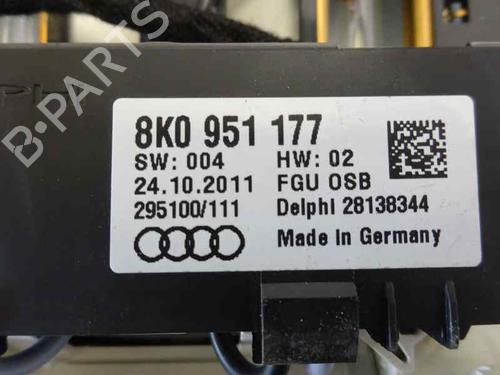 8K0 951 177
SW: 004 HW: 02
24.10.2011 FGU OSB
295100/111 Delphi 28138344
Made in Germany
B-PARTS